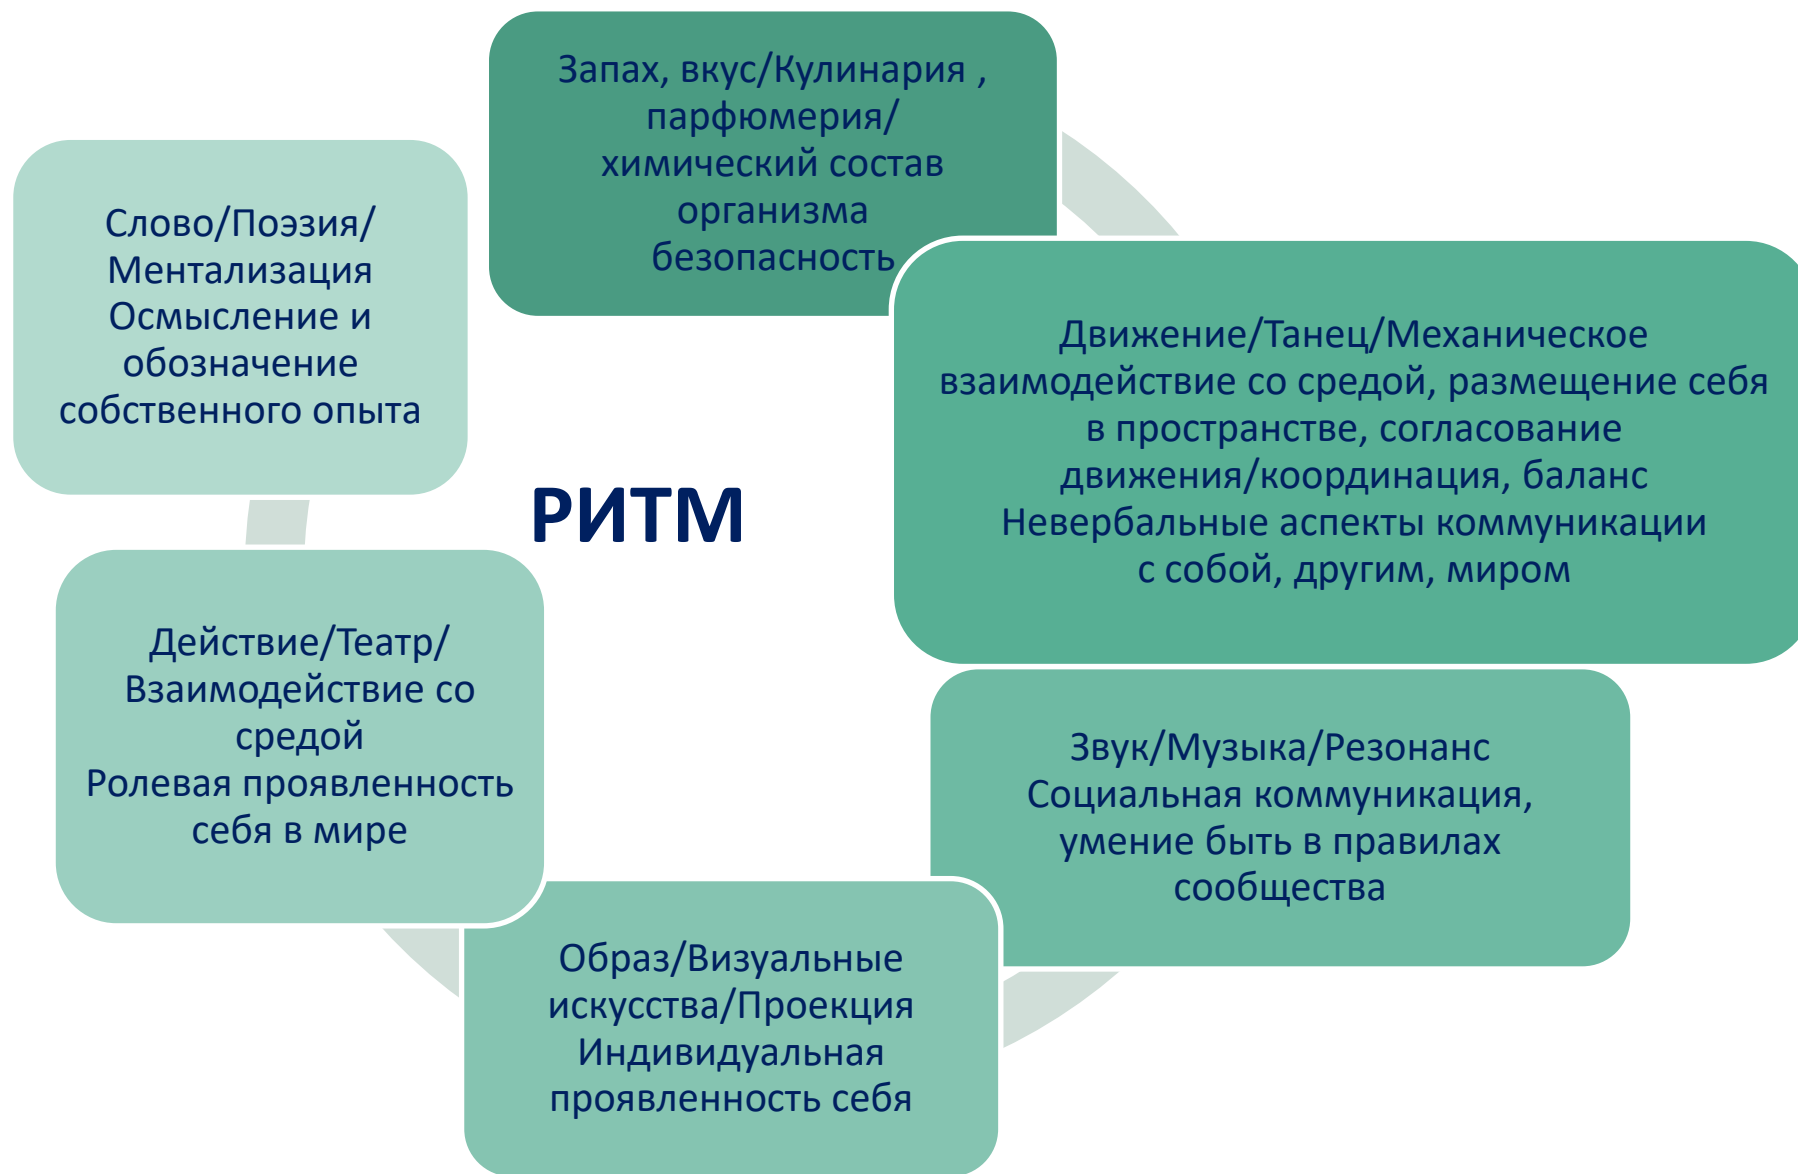 Запах, вкус/Кулинария ,
парфюмерия/
химический состав
организма
безопасность
Движение/Танец/Механическое
взаимодействие со средой, размещение себя
в пространстве, согласование
движения/координация, баланс
Невербальные аспекты коммуникации
с собой, другим, миром
Звук/Музыка/Резонанс
Социальная коммуникация,
умение быть в правилах
сообщества
Образ/Визуальные
искусства/Проекция
Индивидуальная
проявленность себя
Действие/Театр/
Взаимодействие со
средой
Ролевая проявленность
себя в мире
Слово/Поэзия/
Ментализация
Осмысление и
обозначение
собственного опыта
РИТМ